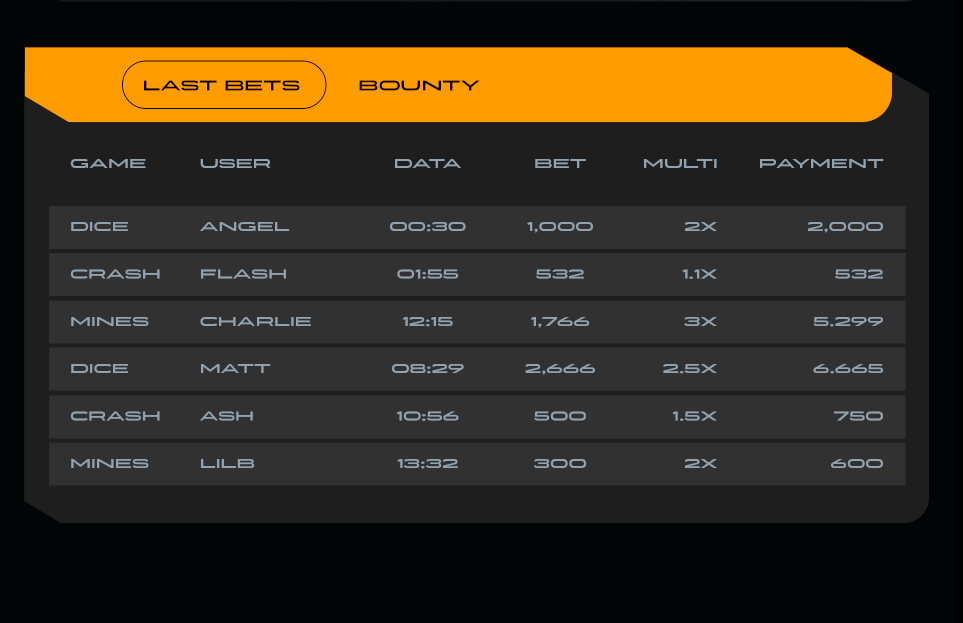 LAST BETS BOUNTY
GAME USER DATA BET MULTI PAYMENT
DICE ANGEL 00:30 1,000 2X 2,000
CRASH FLASH 01:55 532 1.1X 532
MINES CHARLIE 12:15 1,766 3X 5.299
DICE MATT 08:29 2,666 2.5X 6.665
CRASH ASH 10:56 500 1.5X 750
MINES LILB 13:32 300 2X 600